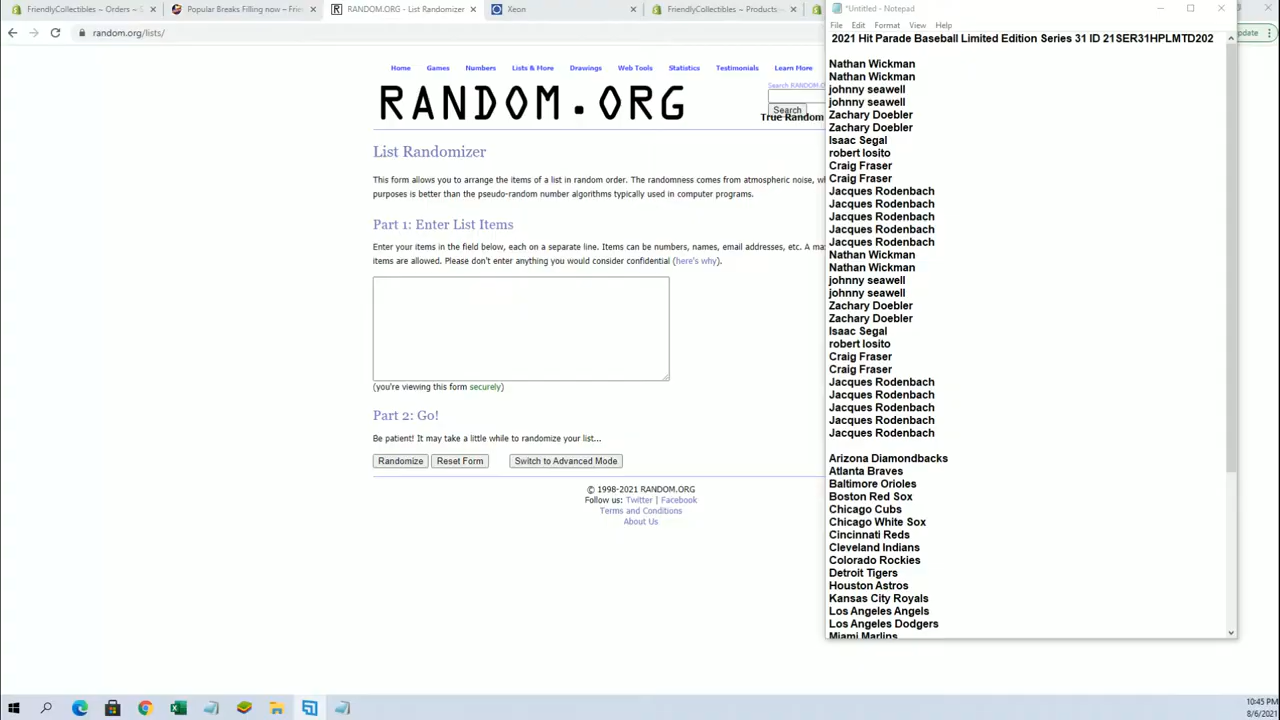 FriendlyCollectibles – Orders – S
Popular Breaks Filling now – Frie
RANDOM.ORG - List Randomizer
Xeon
FriendlyCollectibles – Products
*Untitled - Notepad
random.org/lists/
pdate
File Edit Format View Help
2021 Hit Parade Baseball Limited Edition Series 31 ID 21SER31HPLMTD202
Home Games Numbers Lists & More Drawings Web Tools Statistics Testimonials Learn More
Search RANDOM.O
RANDOM.ORG
Search
True Random
List Randomizer
This form allows you to arrange the items of a list in random order. The randomness comes from atmospheric noise, wh
purposes is better than the pseudo-random number algorithms typically used in computer programs.
Part 1: Enter List Items
Enter your items in the field below, each on a separate line. Items can be numbers, names, email addresses, etc. A ma
items are allowed. Please don't enter anything you would consider confidential (here's why).
(you're viewing this form securely)
Part 2: Go!
Be patient! It may take a little while to randomize your list...
Randomize Reset Form Switch to Advanced Mode
© 1998-2021 RANDOM.ORG
Follow us: Twitter | Facebook
Terms and Conditions
About Us
Nathan Wickman
Nathan Wickman
johnny seawell
johnny seawell
Zachary Doebler
Zachary Doebler
Isaac Segal
robert losito
Craig Fraser
Craig Fraser
Jacques Rodenbach
Jacques Rodenbach
Jacques Rodenbach
Jacques Rodenbach
Jacques Rodenbach
Nathan Wickman
Nathan Wickman
johnny seawell
johnny seawell
Zachary Doebler
Zachary Doebler
Isaac Segal
robert losito
Craig Fraser
Craig Fraser
Jacques Rodenbach
Jacques Rodenbach
Jacques Rodenbach
Jacques Rodenbach
Jacques Rodenbach
Arizona Diamondbacks
Atlanta Braves
Baltimore Orioles
Boston Red Sox
Chicago Cubs
Chicago White Sox
Cincinnati Reds
Cleveland Indians
Colorado Rockies
Detroit Tigers
Houston Astros
Kansas City Royals
Los Angeles Angels
Los Angeles Dodgers
Miami Marlins
10:45 PM
8/6/2021